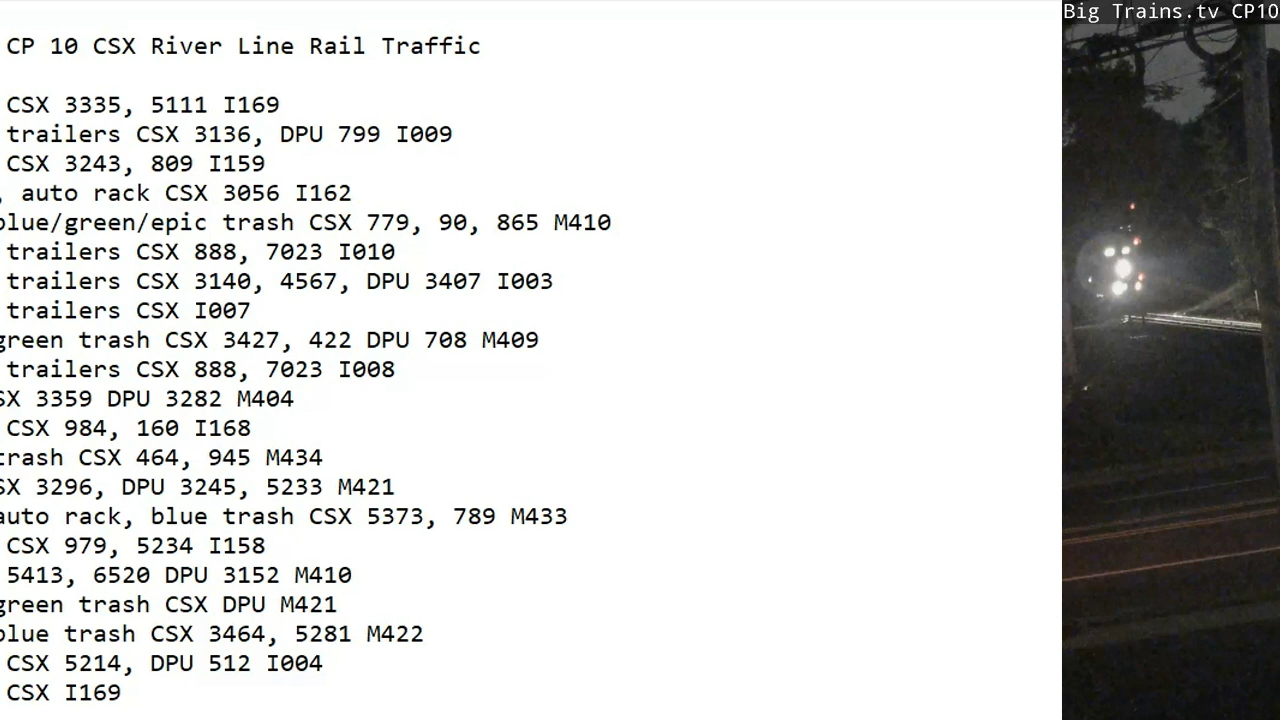 CP 10 CSX River Line Rail Traffic
CSX 3335, 5111 I169
trailers CSX 3136, DPU 799 I009
CSX 3243, 809 I159
, auto rack CSX 3056 I162
blue/green/epic trash CSX 779, 90, 865 M410
trailers CSX 888, 7023 I010
trailers CSX 3140, 4567, DPU 3407 I003
trailers CSX I007
green trash CSX 3427, 422 DPU 708 M409
trailers CSX 888, 7023 I008
SX 3359 DPU 3282 M404
CSX 984, 160 I168
trash CSX 464, 945 M434
SX 3296, DPU 3245, 5233 M421
auto rack, blue trash CSX 5373, 789 M433
CSX 979, 5234 I158
5413, 6520 DPU 3152 M410
green trash CSX DPU M421
blue trash CSX 3464, 5281 M422
CSX 5214, DPU 512 I004
CSX I169
Big Trains.tv CP10